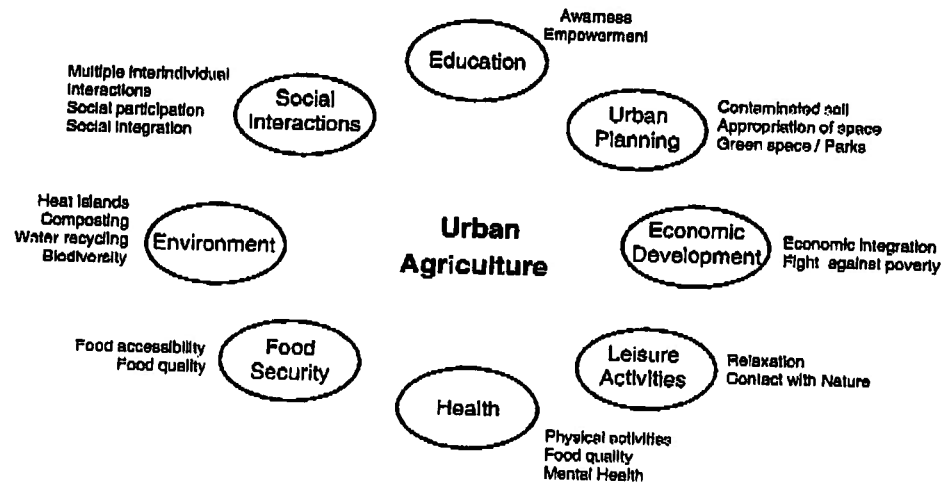 Awarness
Empowerment
Education
Multiple Interindividual
Interactions
Social participation
Social Integration
Social
Interactions
Urban
Planning
Contaminated soil
Appropriation of space
Green space / Parks
Heat Islands
Composting
Water recycling
Biodiversity
Environment
Urban
Agriculture
Economic
Development
Economic Integration
Fight against poverty
Food accessibility
Food quality
Food
Security
Leisure
Activities
Relaxation
Contact with Nature
Health
Physical activities
Food quality
Mental Health